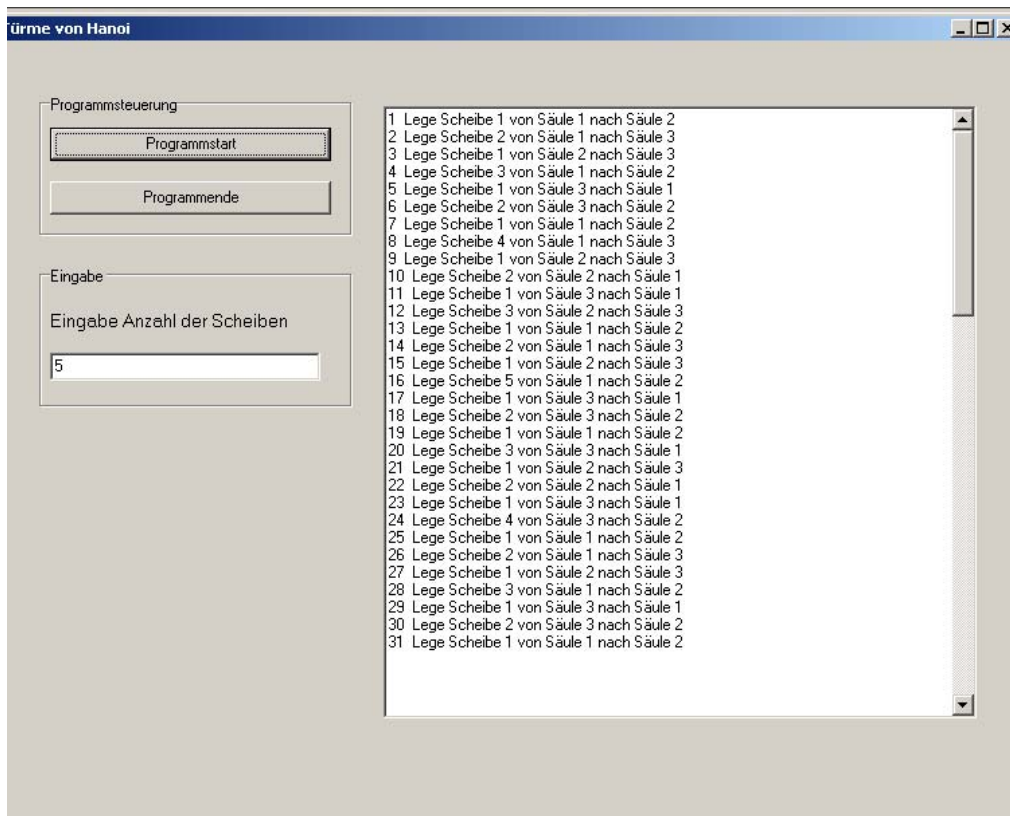 ürme von Hanoi
Programmsteuerung
Programmstart
Programmende
Eingabe
Eingabe Anzahl der Scheiben
5
1 Lege Scheibe 1 von Säule 1 nach Säule 2
2 Lege Scheibe 2 von Säule 1 nach Säule 3
3 Lege Scheibe 1 von Säule 2 nach Säule 3
4 Lege Scheibe 3 von Säule 1 nach Säule 2
5 Lege Scheibe 1 von Säule 3 nach Säule 1
6 Lege Scheibe 2 von Säule 3 nach Säule 2
7 Lege Scheibe 1 von Säule 1 nach Säule 2
8 Lege Scheibe 4 von Säule 1 nach Säule 3
9 Lege Scheibe 1 von Säule 2 nach Säule 3
10 Lege Scheibe 2 von Säule 2 nach Säule 1
11 Lege Scheibe 1 von Säule 3 nach Säule 1
12 Lege Scheibe 3 von Säule 2 nach Säule 3
13 Lege Scheibe 1 von Säule 1 nach Säule 2
14 Lege Scheibe 2 von Säule 1 nach Säule 3
15 Lege Scheibe 1 von Säule 2 nach Säule 3
16 Lege Scheibe 5 von Säule 1 nach Säule 2
17 Lege Scheibe 1 von Säule 3 nach Säule 1
18 Lege Scheibe 2 von Säule 3 nach Säule 2
19 Lege Scheibe 1 von Säule 1 nach Säule 2
20 Lege Scheibe 3 von Säule 3 nach Säule 1
21 Lege Scheibe 1 von Säule 2 nach Säule 3
22 Lege Scheibe 2 von Säule 2 nach Säule 1
23 Lege Scheibe 1 von Säule 3 nach Säule 1
24 Lege Scheibe 4 von Säule 3 nach Säule 2
25 Lege Scheibe 1 von Säule 1 nach Säule 2
26 Lege Scheibe 2 von Säule 1 nach Säule 3
27 Lege Scheibe 1 von Säule 2 nach Säule 3
28 Lege Scheibe 3 von Säule 1 nach Säule 2
29 Lege Scheibe 1 von Säule 3 nach Säule 1
30 Lege Scheibe 2 von Säule 3 nach Säule 2
31 Lege Scheibe 1 von Säule 1 nach Säule 2